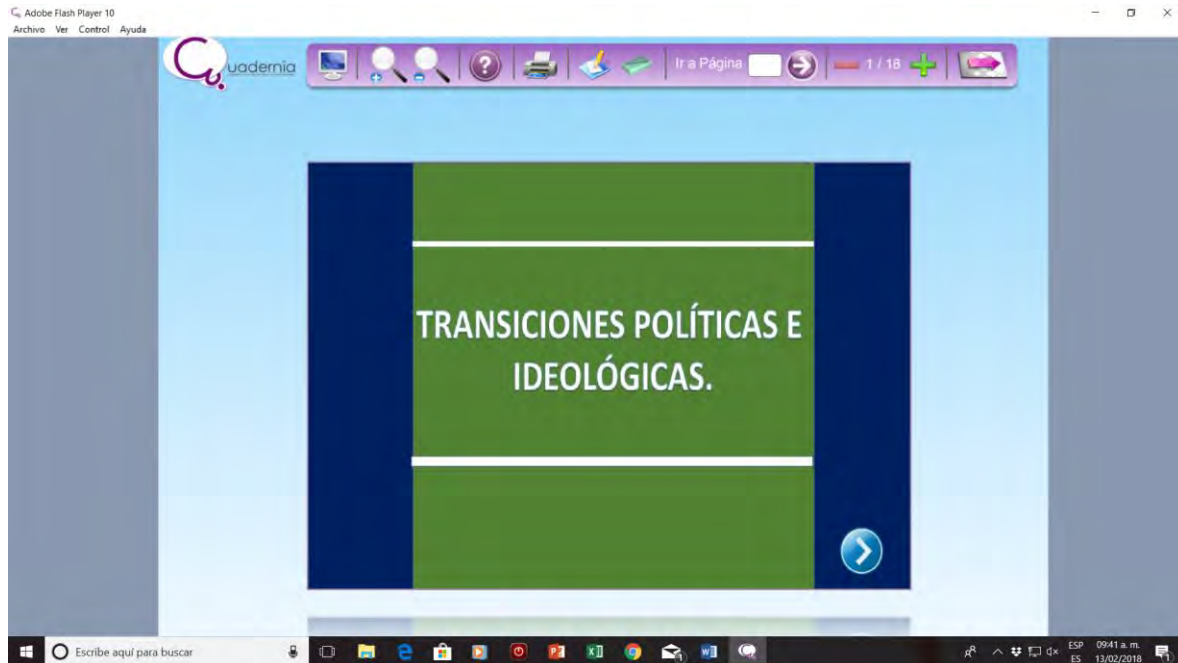 Adobe Flash Player 10
Archivo Ver Control Ayuda
Cuadernia
Ir a Página
1 / 18
TRANSICIONES POLÍTICAS E
IDEOLÓGICAS.
Escribe aquí para buscar
ESP 09:41 a. m.
ES 13/02/2018